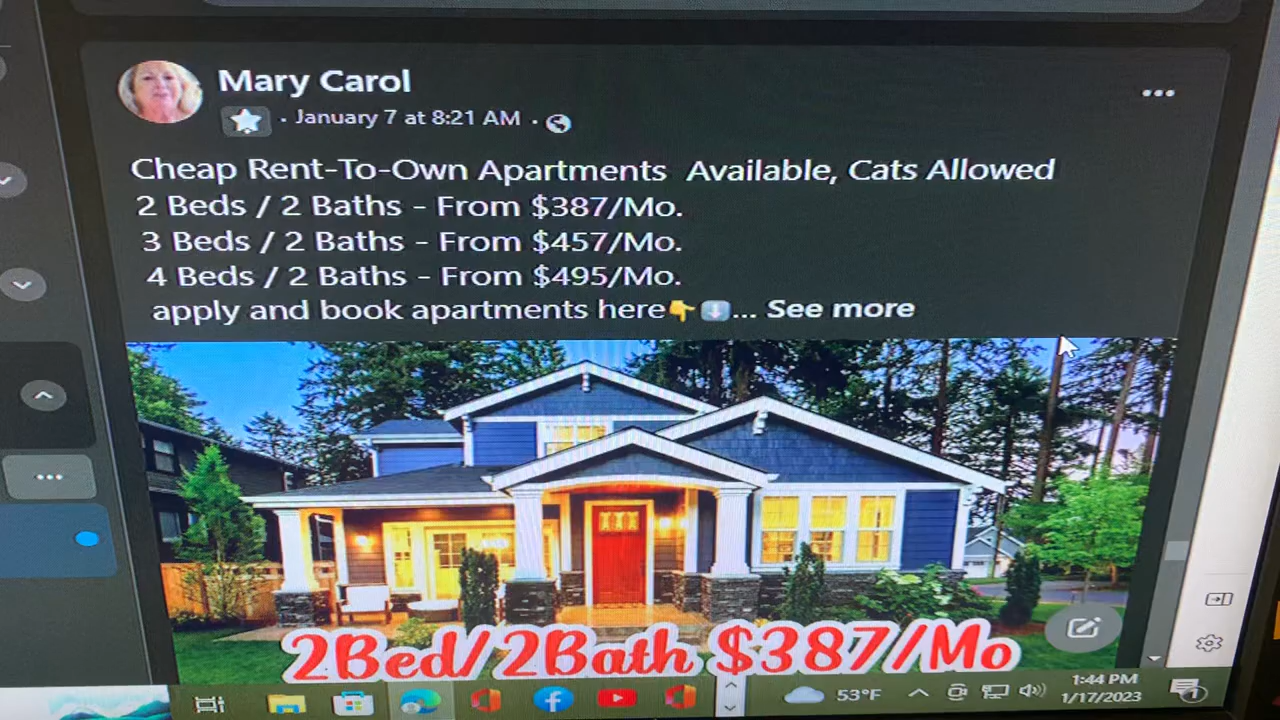 Mary Carol
· January 7 at 8:21 AM ·
Cheap Rent-To-Own Apartments Available, Cats Allowed
2 Beds / 2 Baths - From $387/Mo.
3 Beds / 2 Baths - From $457/Mo.
4 Beds / 2 Baths - From $495/Mo.
apply and book apartments here👇⬇️... See more
2Bed/2Bath $387/Mo
53°F
1:44 PM
1/17/2023
1